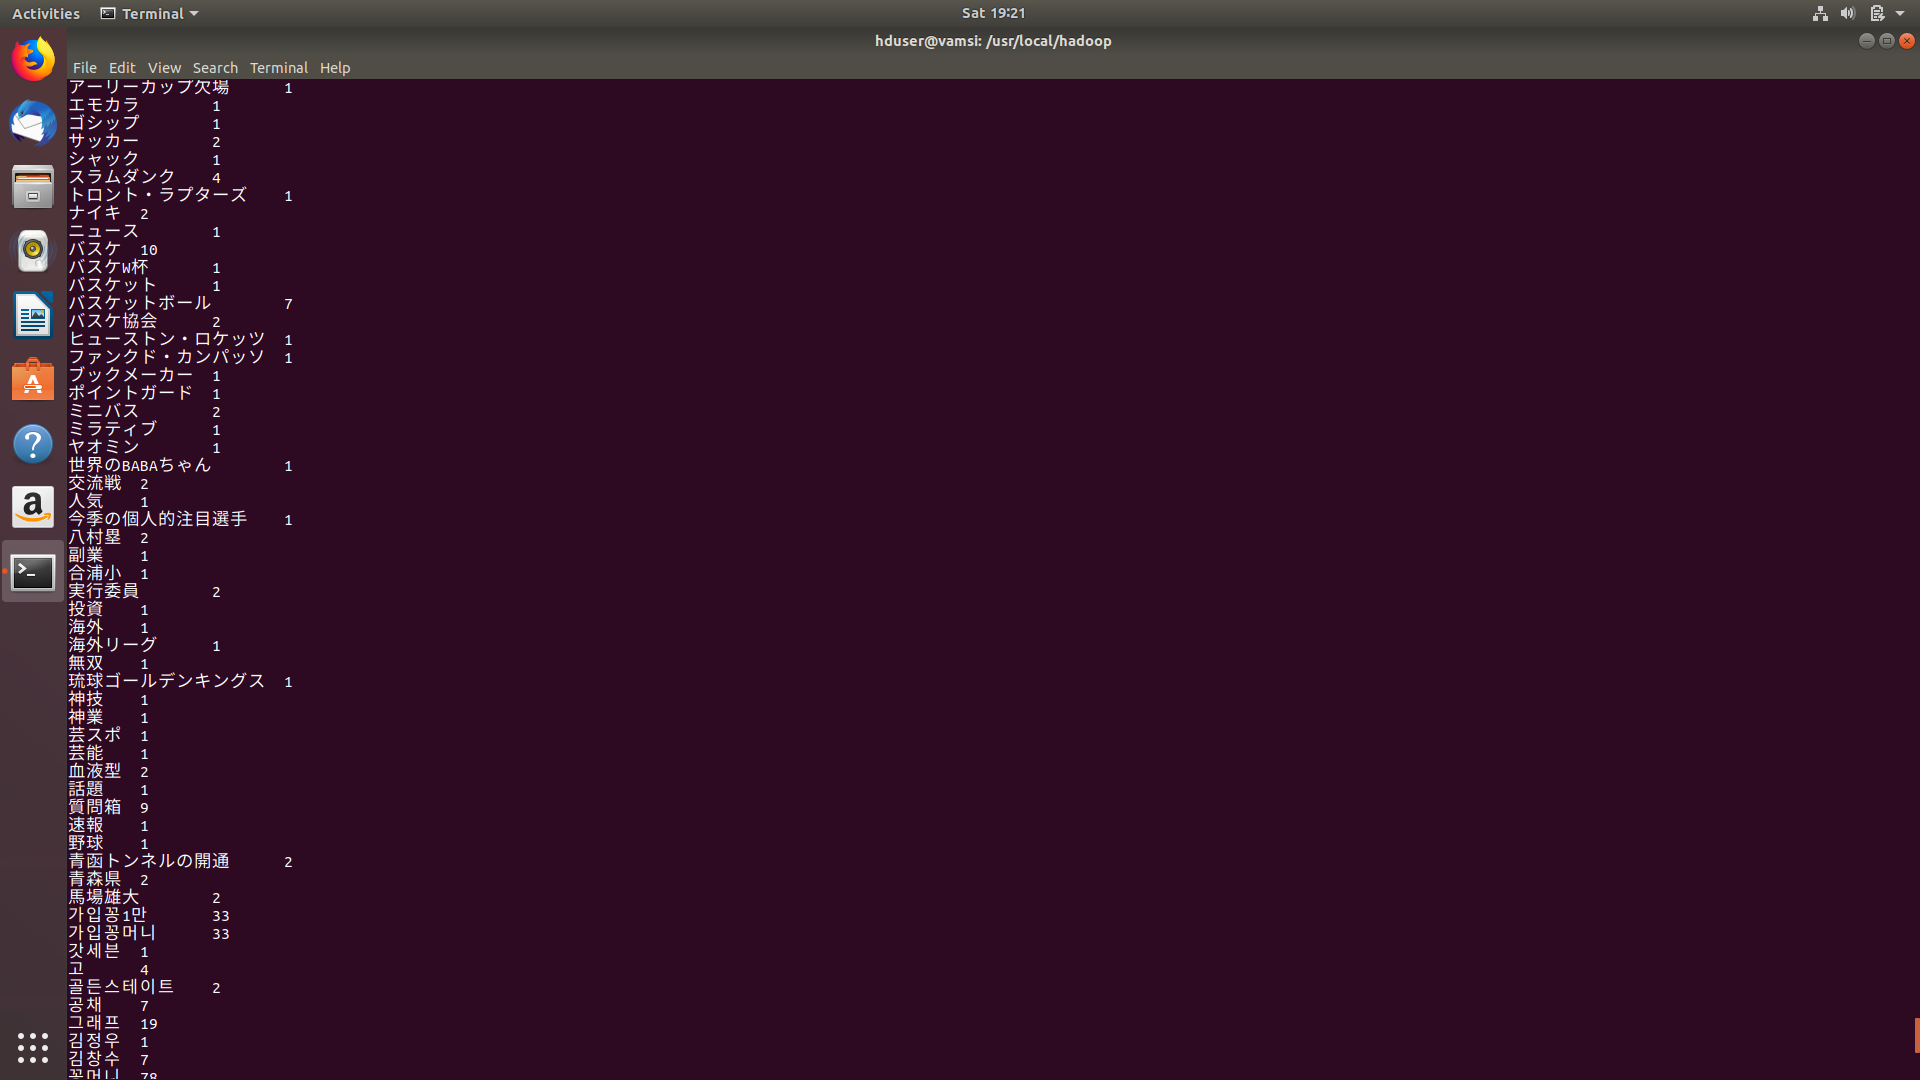 Activities
Terminal
Sat 19:21
hduser@vamsi: /usr/local/hadoop
File Edit View Search Terminal Help
アーリーカップ欠場 1
エモカラ 1
ゴシップ 1
サッカー 2
シャック 1
スラムダンク 4
トロント・ラプターズ 1
ナイキ 2
ニュース 1
バスケ 10
バスケW杯 1
バスケット 1
バスケットボール 7
バスケ協会 2
ヒューストン・ロケッツ 1
ファンクド・カンパッソ 1
ブックメーカー 1
ポイントガード 1
ミニバス 2
ミラティブ 1
ヤオミン 1
世界のBABAちゃん 1
交流戦 2
人気 1
今季の個人的注目選手 1
八村塁 2
副業 1
合浦小 1
実行委員 2
投資 1
海外 1
海外リーグ 1
無双 1
琉球ゴールデンキングス 1
神技 1
神業 1
芸スポ 1
芸能 1
血液型 2
話題 1
質問箱 9
速報 1
野球 1
青函トンネルの開通 2
青森県 2
馬場雄大 2
가입꽁1만 33
가입꽁머니 33
갓세븐 1
고 4
골든스테이트 2
공채 7
그래프 19
김정우 1
김창수 7
꽁머니 78